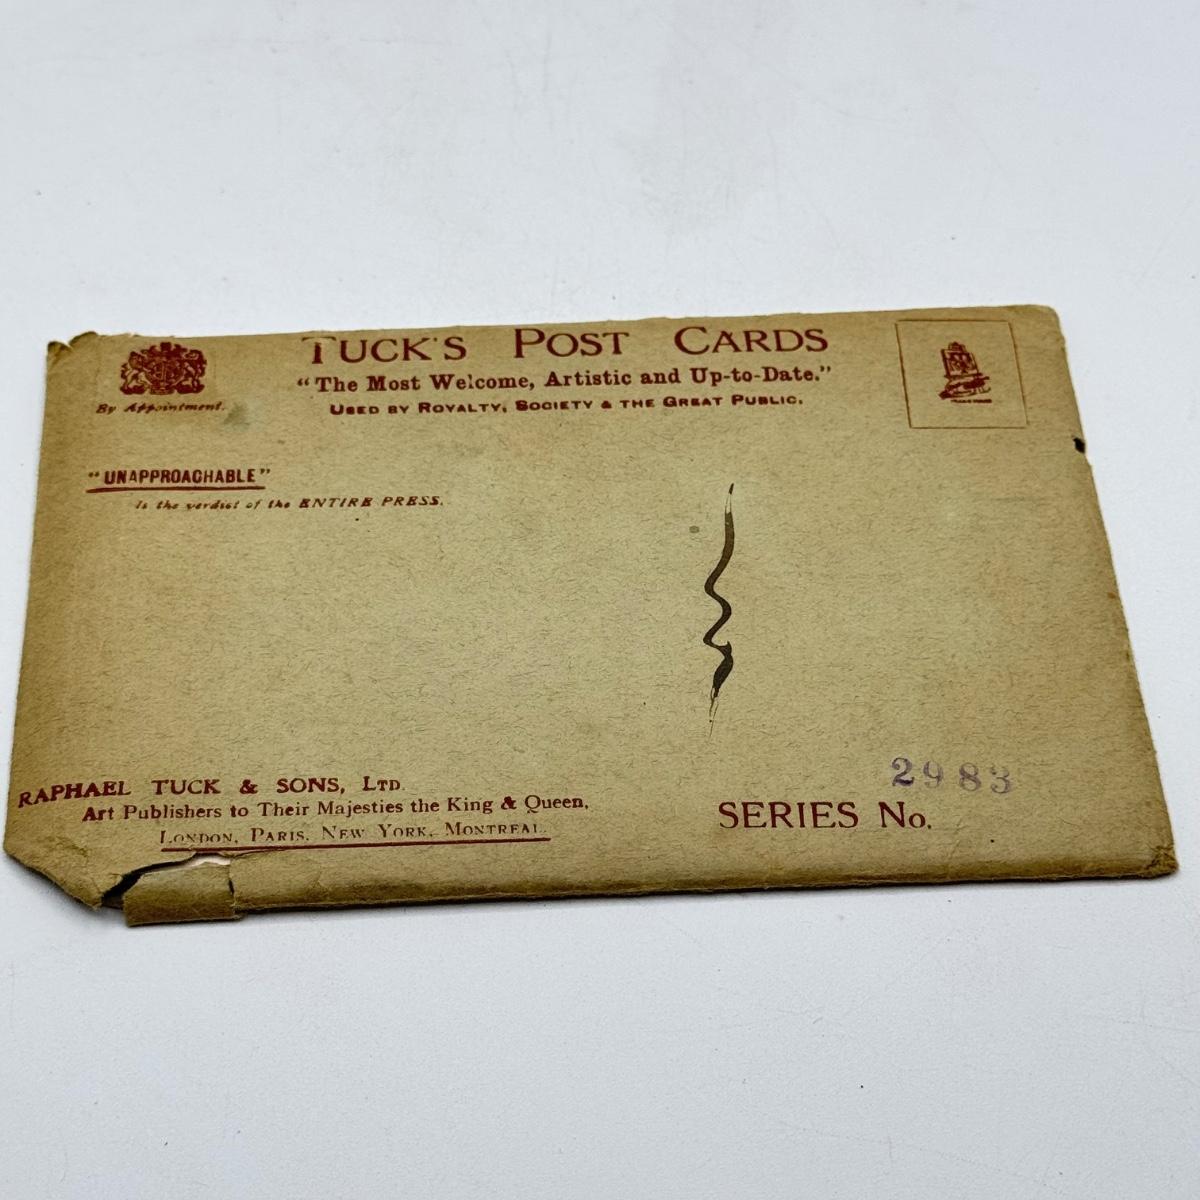 TUCK'S POST CARDS
"The Most Welcome, Artistic and Up-to-Date."
USED BY ROYALTY, SOCIETY & THE GREAT PUBLIC.
By Appointment.
"UNAPPROACHABLE"
Is the verdict of the ENTIRE PRESS.
RAPHAEL TUCK & SONS, LTD.
Art Publishers to Their Majesties the King & Queen,
LONDON, PARIS, NEW YORK, MONTREAL.
2983
SERIES No.